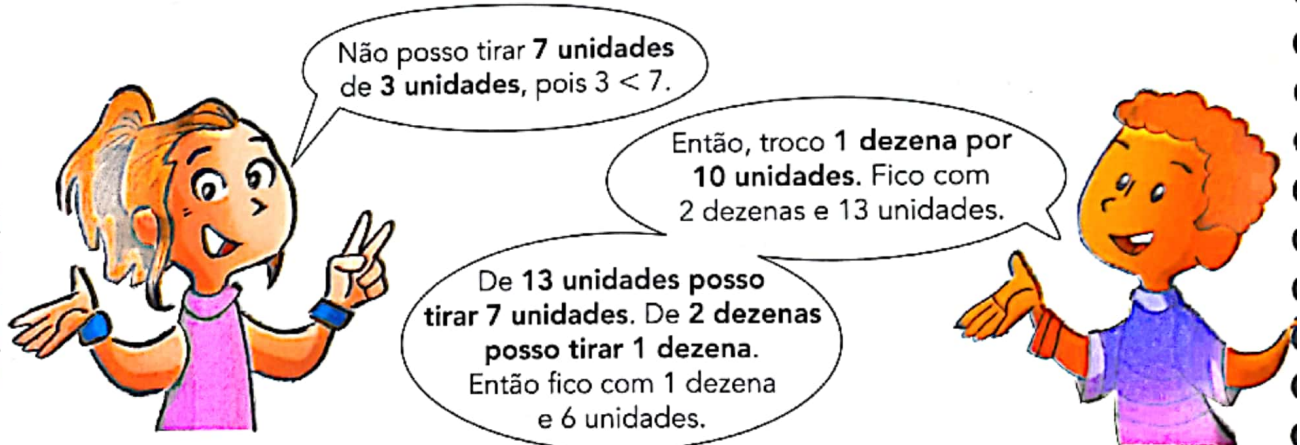 Não posso tirar 7 unidades
de 3 unidades, pois 3 < 7.
Então, troco 1 dezena por
10 unidades. Fico com
2 dezenas e 13 unidades.
De 13 unidades posso
tirar 7 unidades. De 2 dezenas
posso tirar 1 dezena.
Então fico com 1 dezena
e 6 unidades.